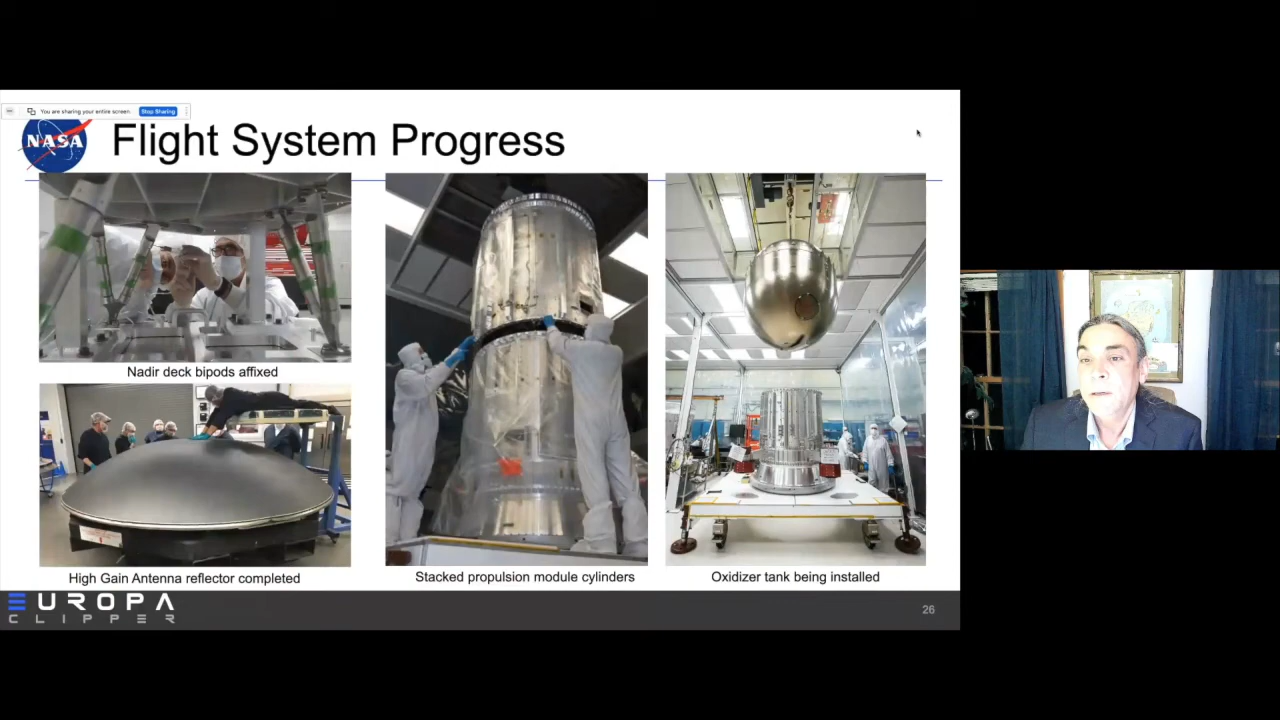 You are sharing your entire screen.
Stop Sharing
NASA
Flight System Progress
Nadir deck bipods affixed
High Gain Antenna reflector completed
Stacked propulsion module cylinders
Oxidizer tank being installed
EUROPA
CLIPPER
26